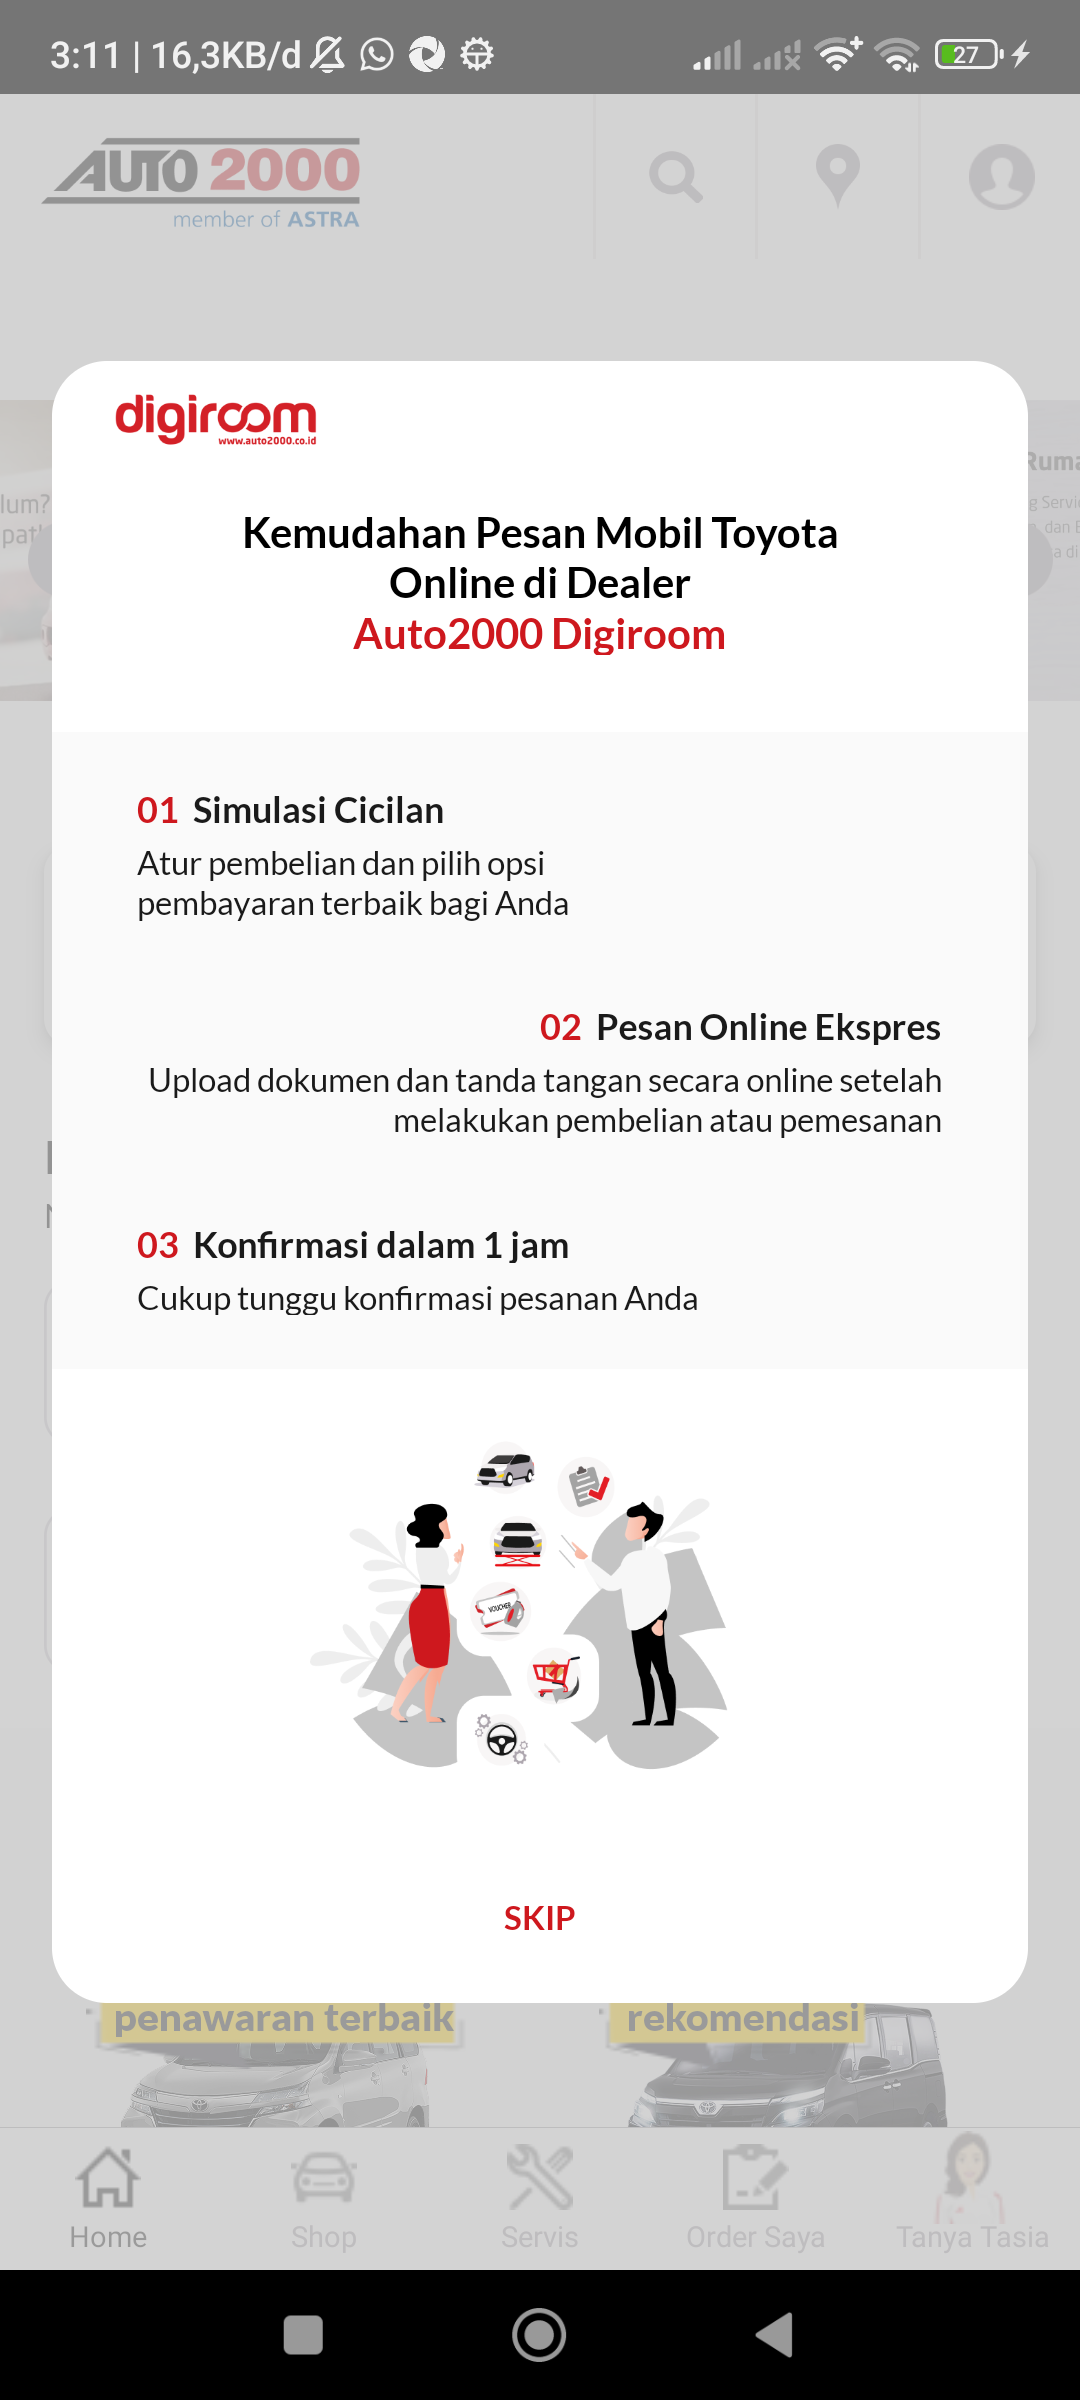 3:11 | 16,3KB/d
27
AUTO 2000
member of ASTRA
digiroom
www.auto2000.co.id
lum?
Ruma
g Servi
dan E
a di
Kemudahan Pesan Mobil Toyota
Online di Dealer
Auto2000 Digiroom
01 Simulasi Cicilan
Atur pembelian dan pilih opsi
pembayaran terbaik bagi Anda
02 Pesan Online Ekspres
Upload dokumen dan tanda tangan secara online setelah
melakukan pembelian atau pemesanan
03 Konfirmasi dalam 1 jam
Cukup tunggu konfirmasi pesanan Anda
VOUCHER
SKIP
penawaran terbaik
rekomendasi
Home
Shop
Servis
Order Saya
Tanya Tasia